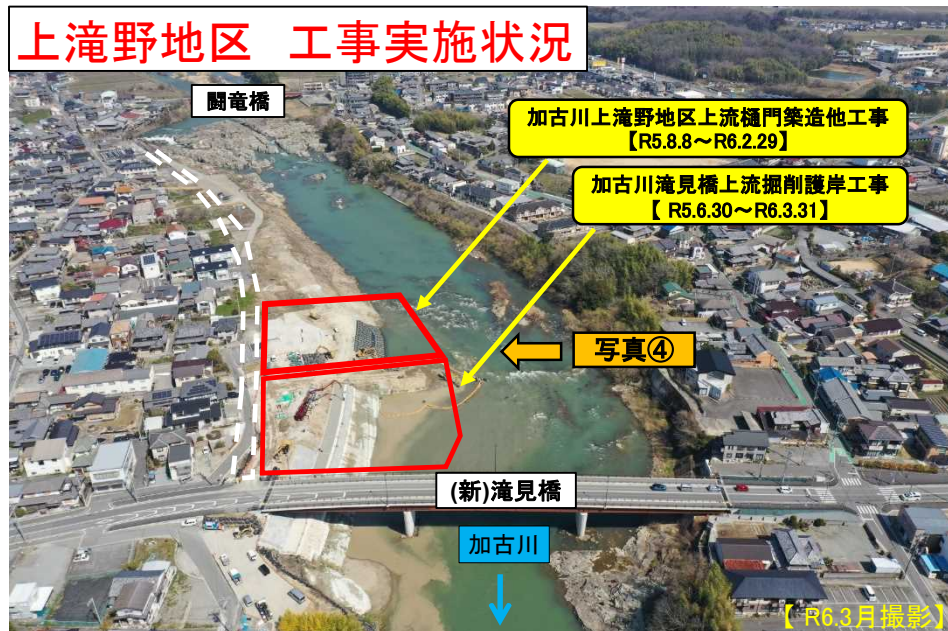 上滝野地区 工事実施状況
闘竜橋
加古川上滝野地区上流樋門築造他工事
【R5.8.8～R6.2.29】
加古川滝見橋上流掘削護岸工事
【 R5.6.30～R6.3.31】
写真④
(新)滝見橋
加古川
【 R6.3月撮影】